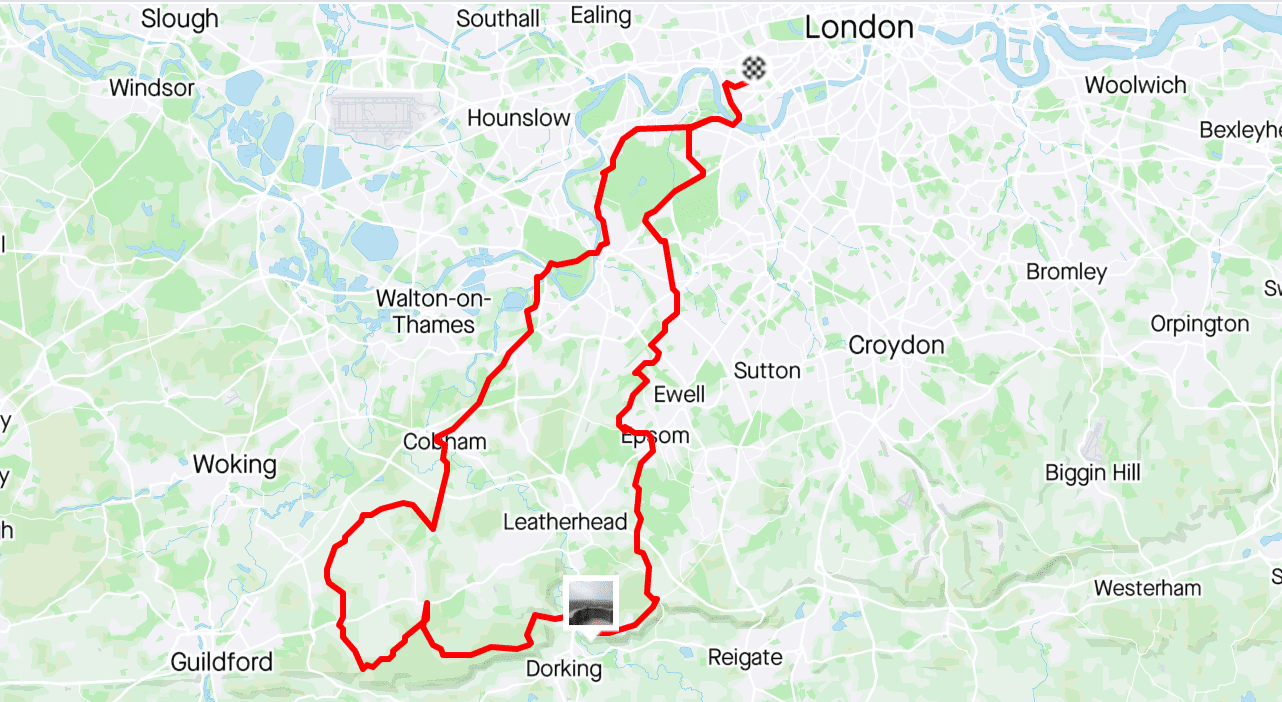 Slough
Southall
Ealing
London
Windsor
Woolwich
Hounslow
Bexleyhe
l
Bromley
Walton-on-
Thames
Sw
Orpington
Croydon
Sutton
Ewell
y
Epsom
Cobham
Woking
Biggin Hill
y
Leatherhead
h
S
Westerham
Guildford
Dorking
Reigate